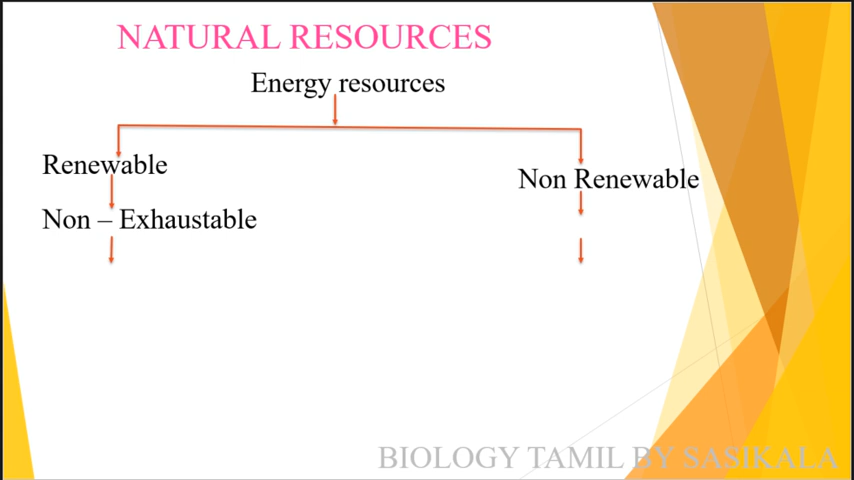 NATURAL RESOURCES
Energy resources
Renewable
Non Renewable
Non – Exhaustable
BIOLOGY TAMIL BY SASIKALA